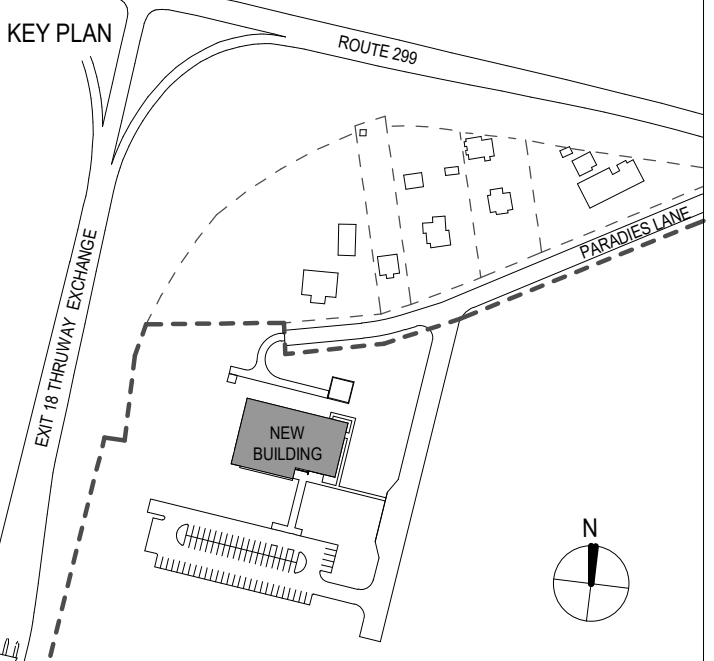 KEY PLAN
ROUTE 299
PARADIES LANE
EXIT 18 THRUWAY EXCHANGE
NEW
BUILDING
N